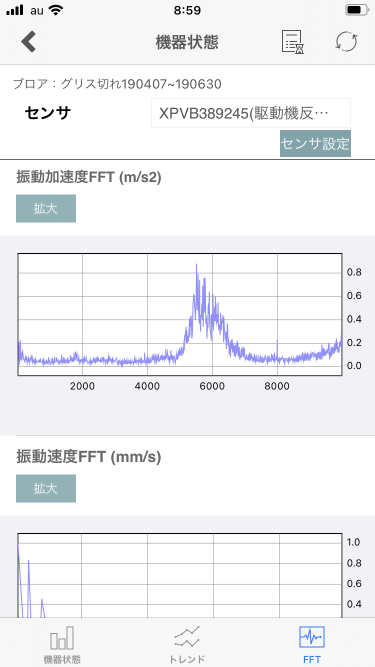 au 8:59
機器状態
ブロア：グリス切れ190407~190630
センサ XPVB389245(駆動機反…
センサ設定
振動加速度FFT (m/s2)
拡大
0.8
0.6
0.4
0.2
0.0
2000 4000 6000 8000
振動速度FFT (mm/s)
拡大
1.0
0.8
0.6
0.4
機器状態 トレンド FFT